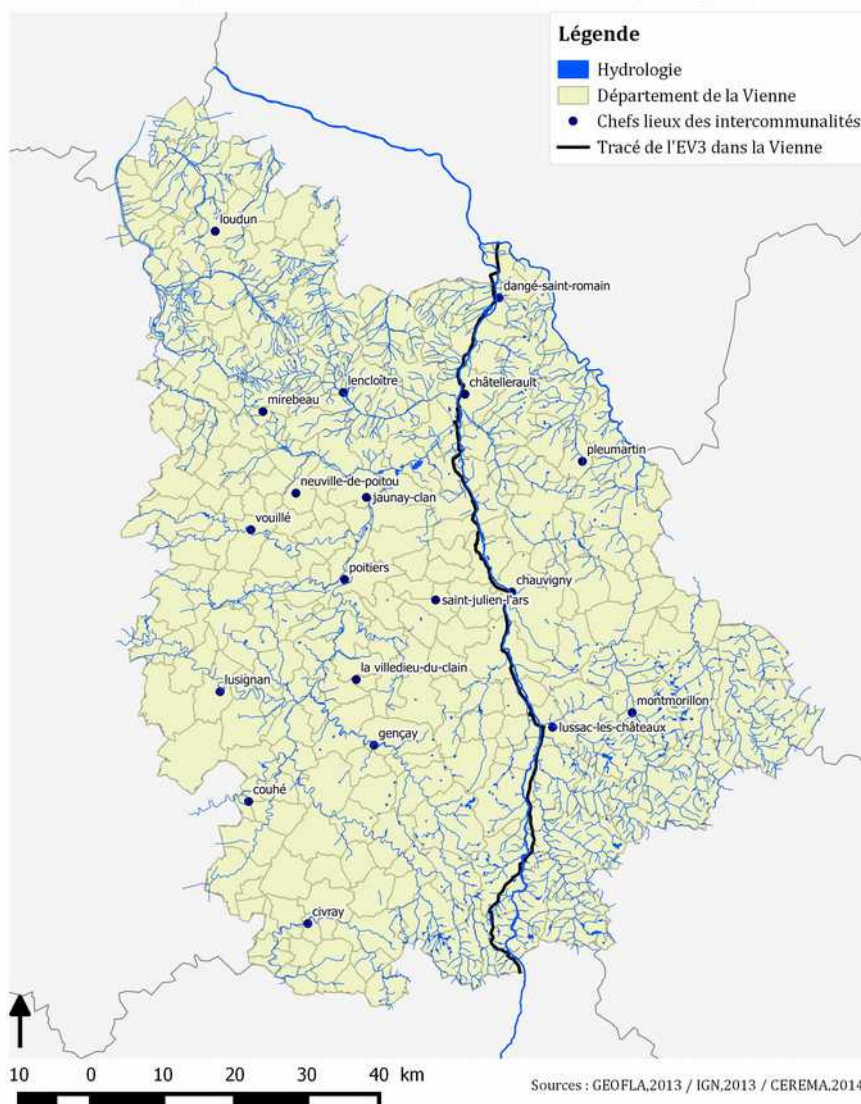 Légende
Hydrologie
Département de la Vienne
Chefs lieux des intercommunalités
Tracé de l'EV3 dans la Vienne
loudun
dangé-saint-romain
lencloître
châtellerault
mirebeau
pleumartin
neuville-de-poitou
jaunay-clan
vouillé
poitiers
chauvigny
saint-julien-l'ars
la villedieu-du-clain
lusignan
montmorillon
lussac-les-châteaux
gençay
couhé
civray
10 0 10 20 30 40 km
Sources : GEOFLA,2013 / IGN,2013 / CEREMA,2014